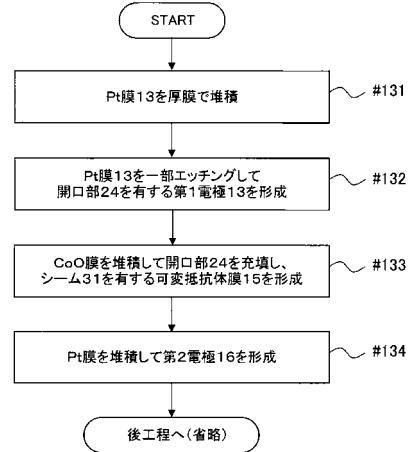 START
Pt膜13を厚膜で堆積
#131
Pt膜13を一部エッチングして
開口部24を有する第1電極13を形成
#132
CoO膜を堆積して開口部24を充填し、
シーム31を有する可変抵抗体膜15を形成
#133
Pt膜を堆積して第2電極16を形成
#134
後工程へ(省略)